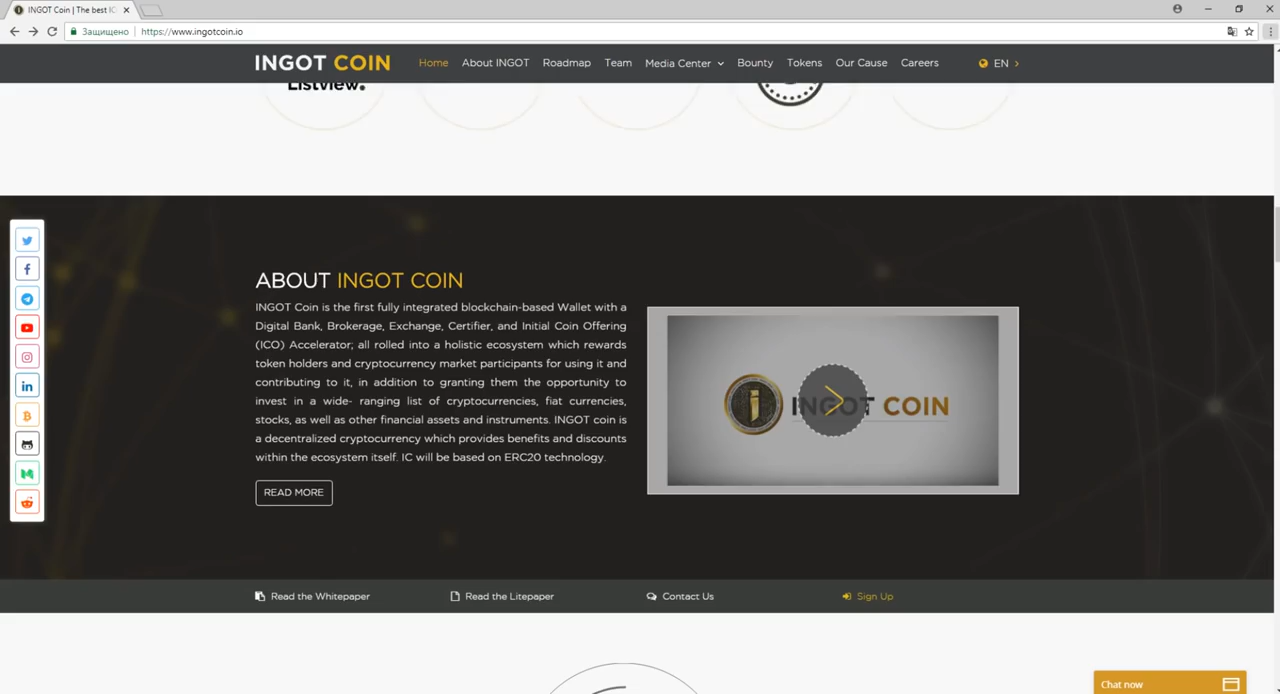 INGOT Coin | The best IC
Защищено
https://www.ingotcoin.io
INGOT COIN
Home
About INGOT
Roadmap
Team
Media Center
Bounty
Tokens
Our Cause
Careers
EN
Listview.
ABOUT INGOT COIN
INGOT Coin is the first fully integrated blockchain-based Wallet with a
Digital Bank, Brokerage, Exchange, Certifier, and Initial Coin Offering
(ICO) Accelerator; all rolled into a holistic ecosystem which rewards
token holders and cryptocurrency market participants for using it and
contributing to it, in addition to granting them the opportunity to
invest in a wide- ranging list of cryptocurrencies, fiat currencies,
stocks, as well as other financial assets and instruments. INGOT coin is
a decentralized cryptocurrency which provides benefits and discounts
within the ecosystem itself. IC will be based on ERC20 technology.
READ MORE
INGOT COIN
Read the Whitepaper
Read the Litepaper
Contact Us
Sign Up
Chat now